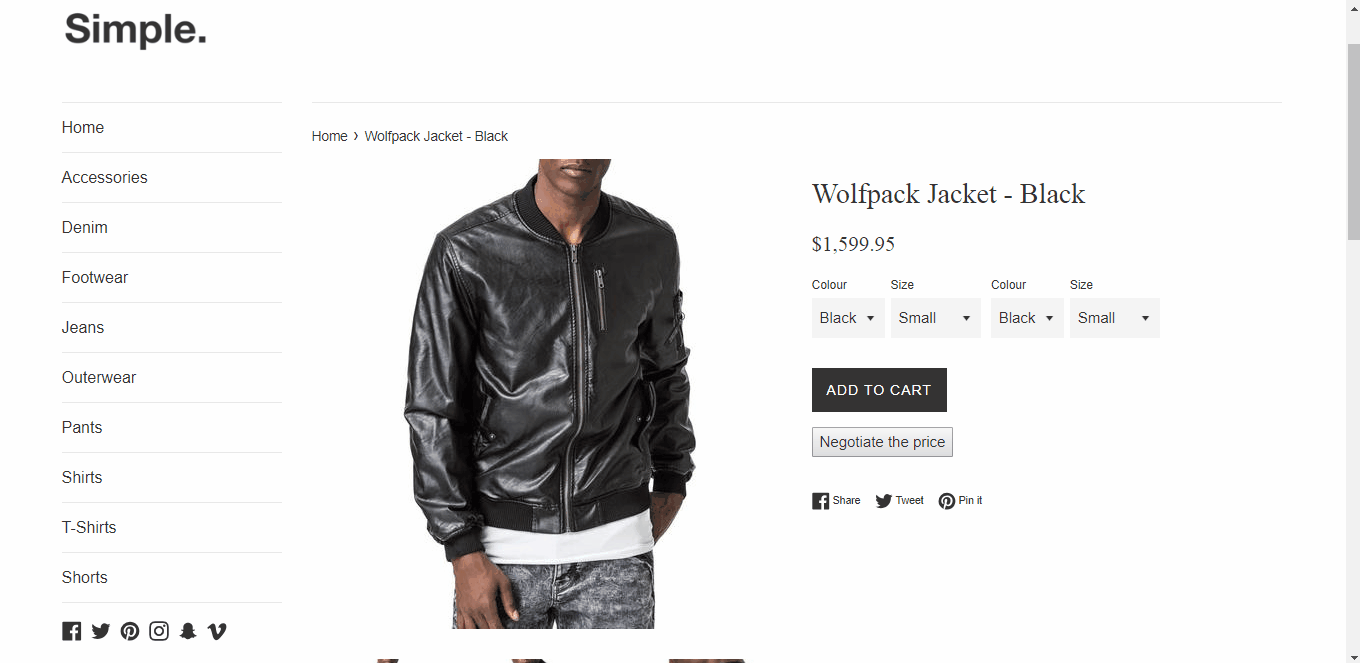 Simple.
Home
Accessories
Denim
Footwear
Jeans
Outerwear
Pants
Shirts
T-Shirts
Shorts
Home › Wolfpack Jacket - Black
Wolfpack Jacket - Black
$1,599.95
Colour Size Colour Size
Black Small Black Small
ADD TO CART
Negotiate the price
Share Tweet Pin it